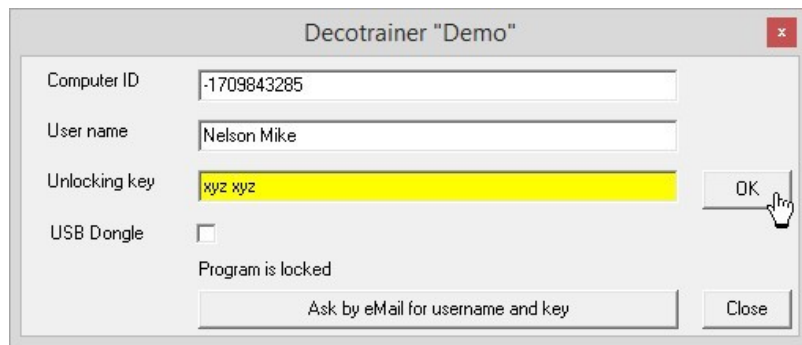 Decotrainer "Demo"
x
Computer ID
-1709843285
User name
Nelson Mike
Unlocking key
xyz xyz
OK
USB Dongle
Program is locked
Ask by eMail for username and key
Close